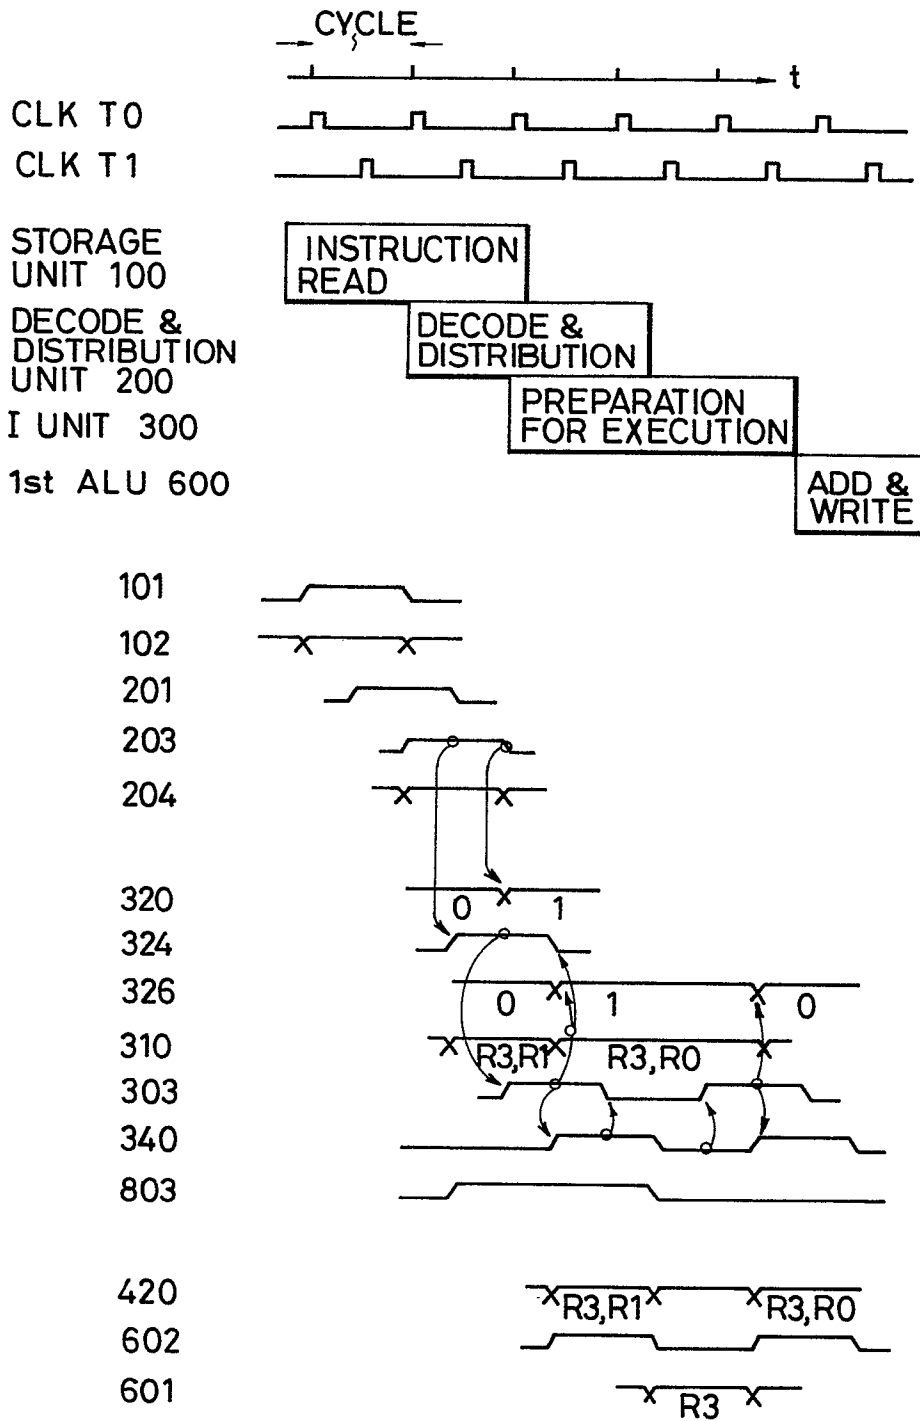 CYCLE
t
CLK T0
CLK T1
STORAGE
UNIT 100
INSTRUCTION
READ
DECODE &
DISTRIBUTION
UNIT 200
DECODE &
DISTRIBUTION
I UNIT 300
PREPARATION
FOR EXECUTION
1st ALU 600
ADD &
WRITE
101
102
201
203
204
320
0 1
324
326
0 1 0
310
R3,R1 R3,R0
303
340
803
420
R3,R1 R3,R0
602
601
R3